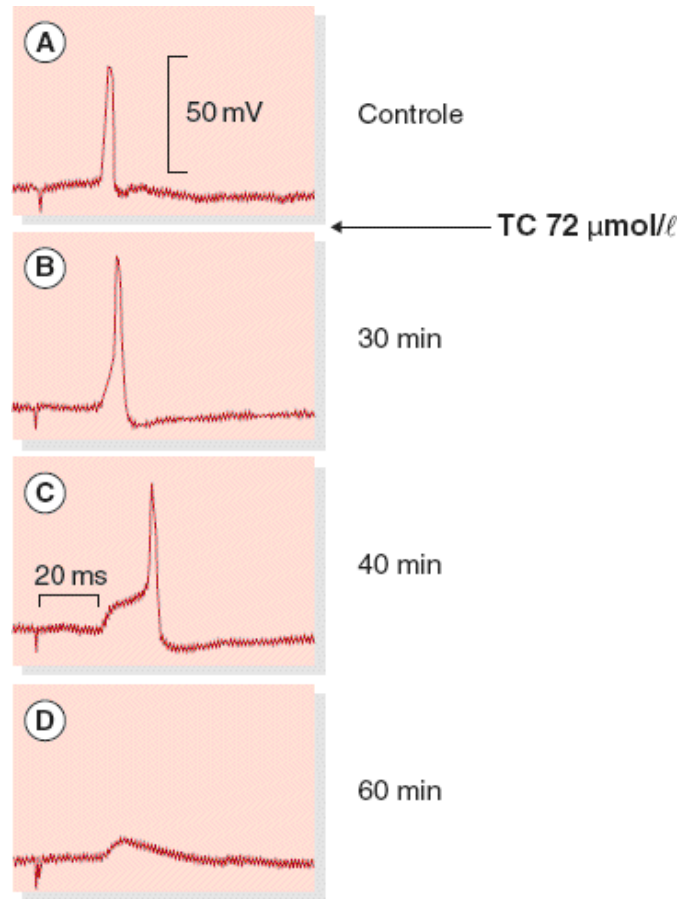 A
50 mV
Controle
TC 72 μmol/ℓ
B
30 min
C
20 ms
40 min
D
60 min